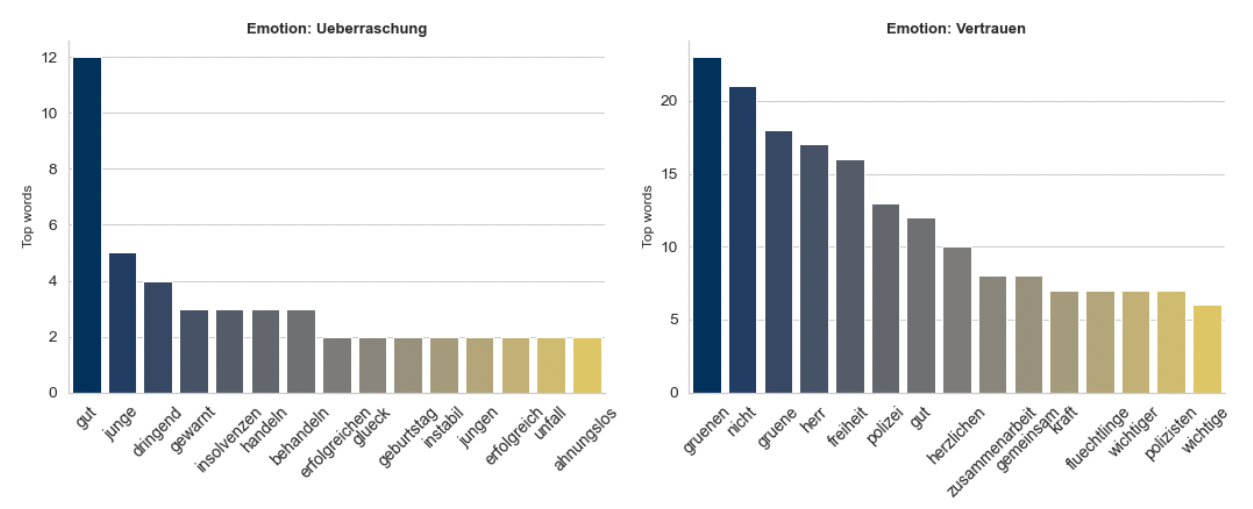 Emotion: Ueberraschung
Top words
12
10
8
6
4
2
0
gut
junge
dringend
gewarnt
insolvenzen
handeln
behandeln
erfolgreichen
glueck
geburtstag
instabil
jungen
erfolgreich
unfall
ahnungslos
Emotion: Vertrauen
Top words
20
15
10
5
0
gruenen
nicht
gruene
herr
freiheit
polizei
gut
herzlichen
zusammenarbeit
gemeinsam
kraft
fluechtlinge
wichtiger
polizisten
wichtige